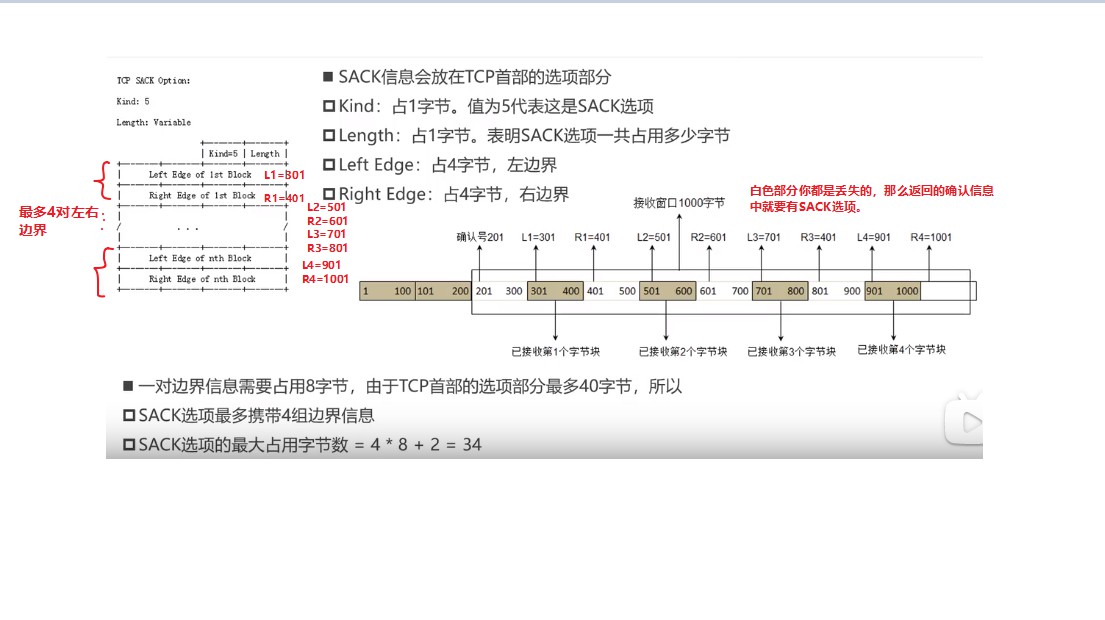 TCP SACK Option:
Kind: 5
Length: Variable
Kind=5 Length
Left Edge of 1st Block L1=301
Right Edge of 1st Block R1=401
L2=501
R2=601
L3=701
R3=801
...
Left Edge of nth Block L4=901
Right Edge of nth Block R4=1001
最多4对左右
边界
SACK信息会放在TCP首部的选项部分
Kind：占1字节。值为5代表这是SACK选项
Length：占1字节。表明SACK选项一共占用多少字节
Left Edge：占4字节，左边界
Right Edge：占4字节，右边界
白色部分你都是丢失的，那么返回的确认信息
中就要有SACK选项。
接收窗口1000字节
确认号201 L1=301 R1=401 L2=501 R2=601 L3=701 R3=401 L4=901 R4=1001
1 100 101 200 201 300 301 400 401 500 501 600 601 700 701 800 801 900 901 1000
已接收第1个字节块 已接收第2个字节块 已接收第3个字节块 已接收第4个字节块
一对边界信息需要占用8字节，由于TCP首部的选项部分最多40字节，所以
SACK选项最多携带4组边界信息
SACK选项的最大占用字节数 = 4 * 8 + 2 = 34